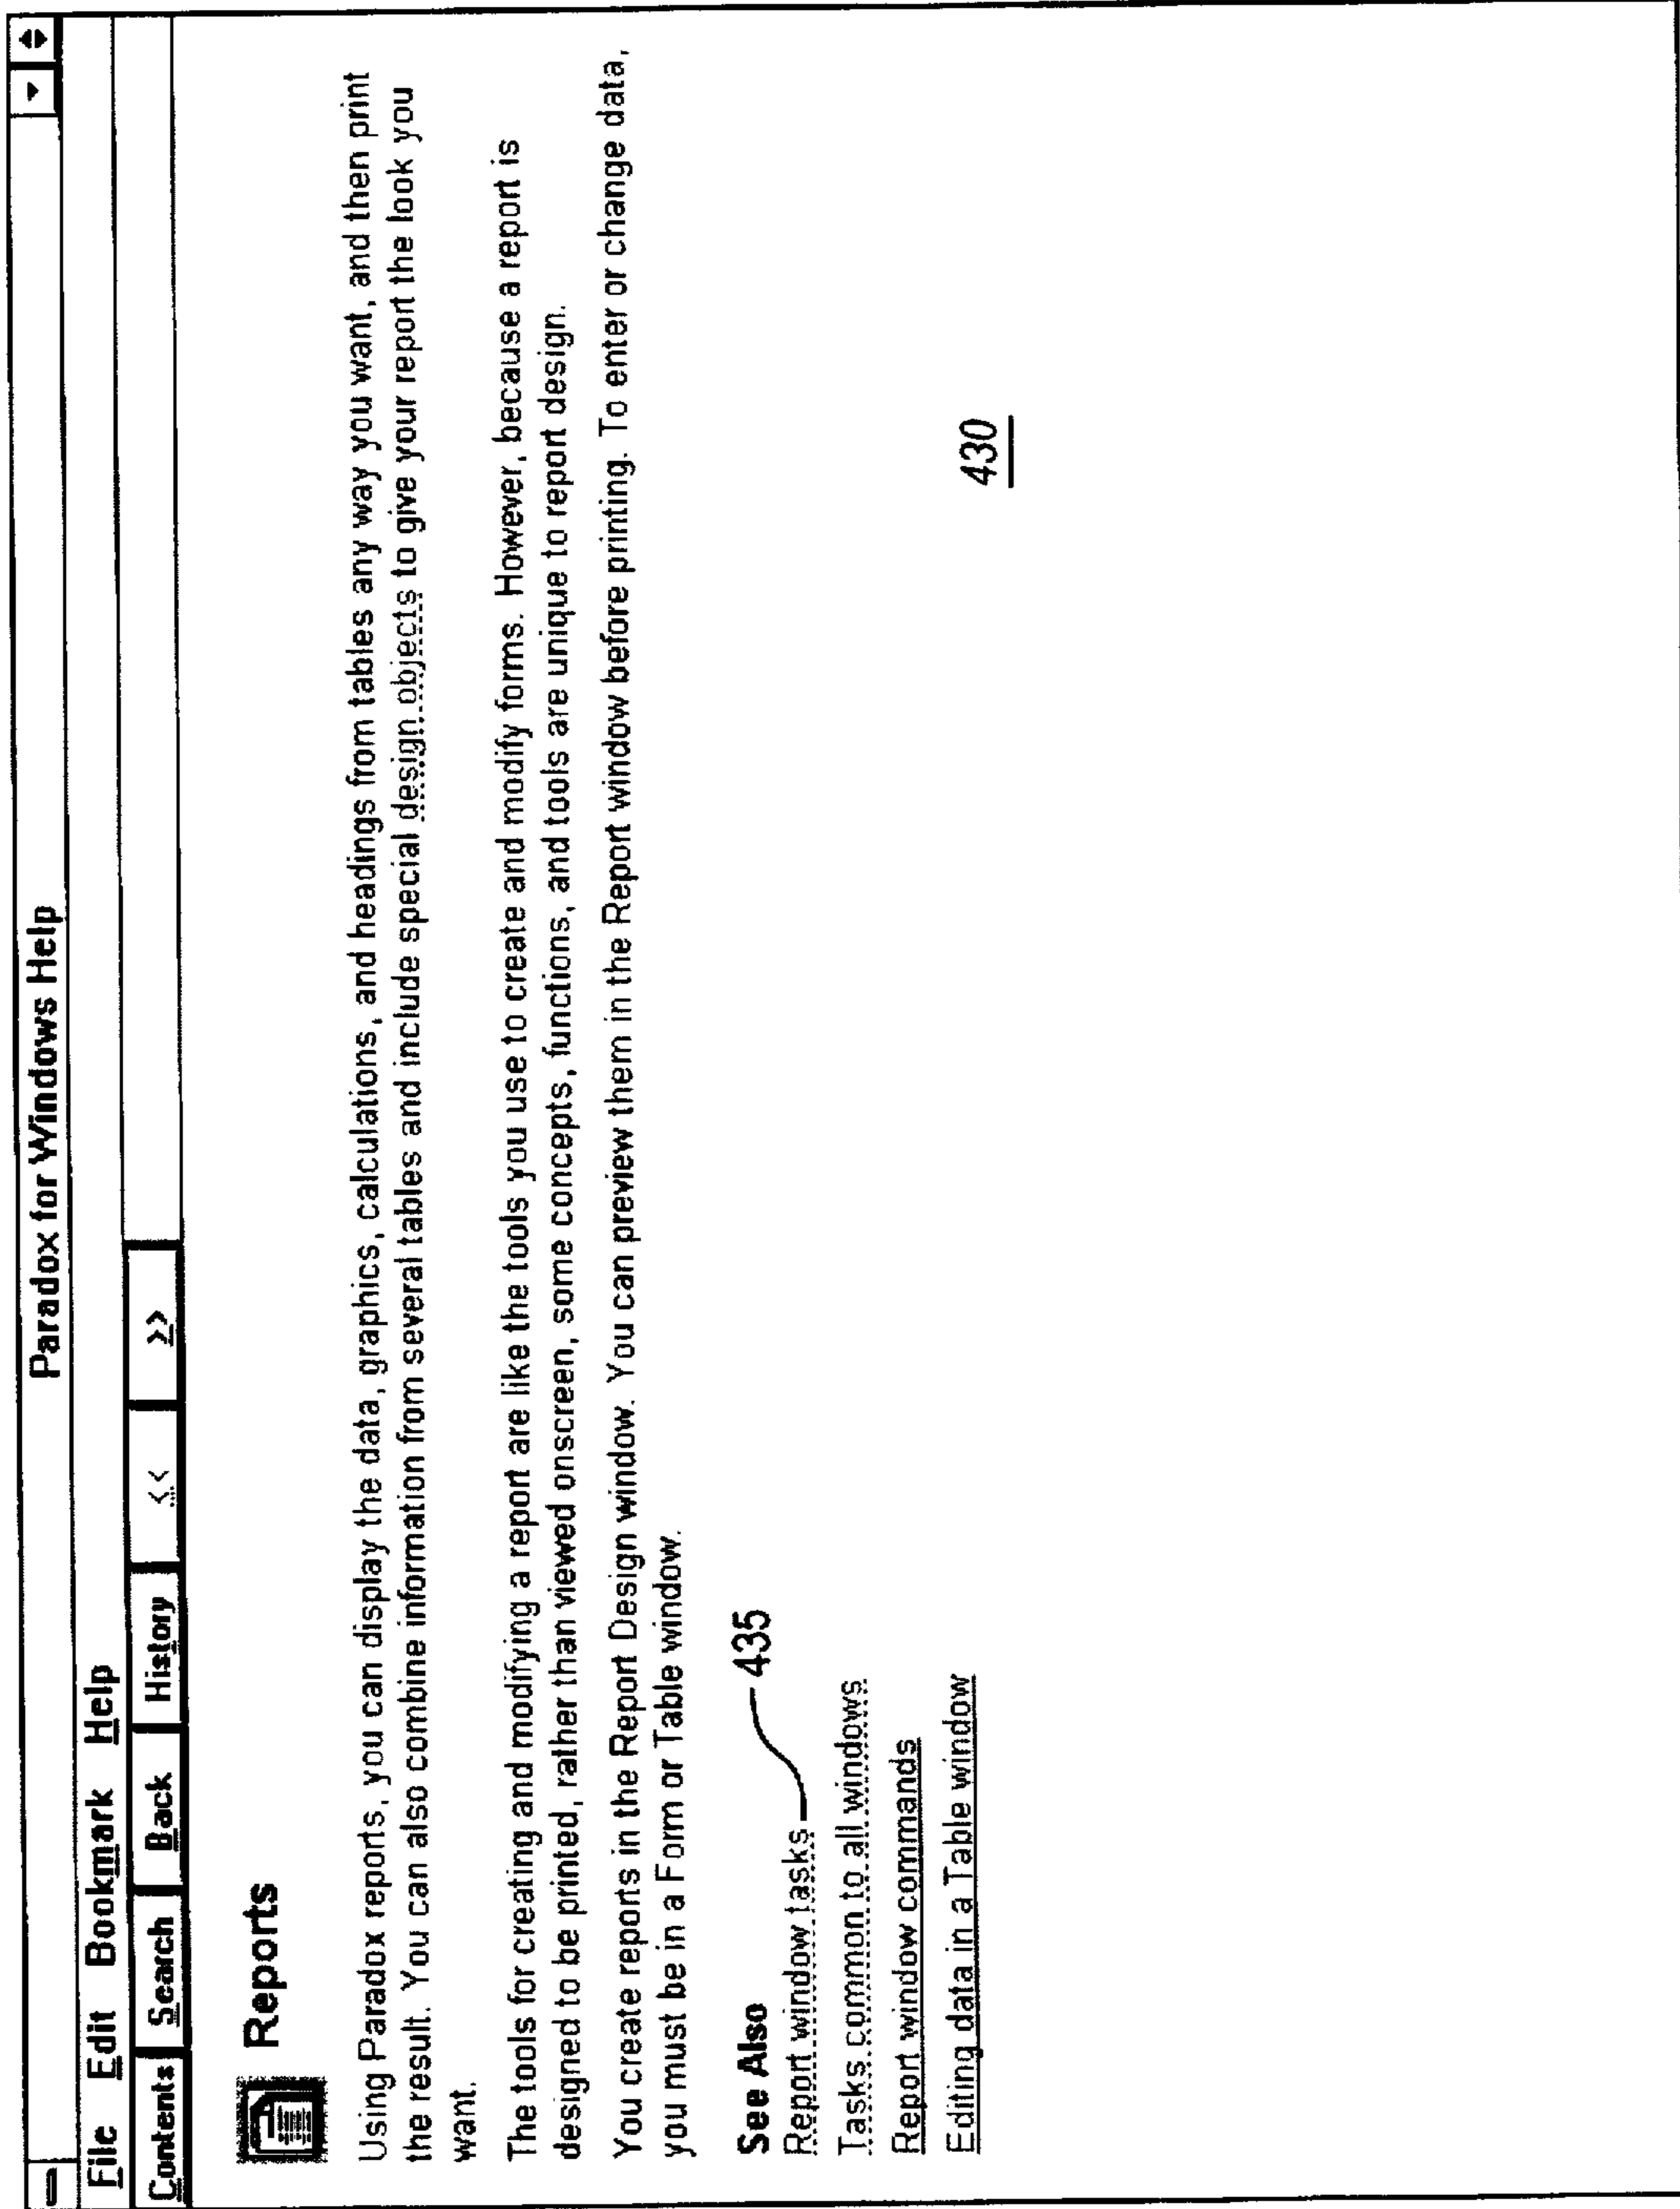 Paradox for Windows Help
File Edit Bookmark Help
Contents Search Back History << >>
Reports
Using Paradox reports, you can display the data, graphics, calculations, and headings from tables any way you want, and then print
the result. You can also combine information from several tables and include special design objects to give your report the look you
want.
The tools for creating and modifying a report are like the tools you use to create and modify forms. However, because a report is
designed to be printed, rather than viewed onscreen, some concepts, functions, and tools are unique to report design.
You create reports in the Report Design window. You can preview them in the Report window before printing. To enter or change data,
you must be in a Form or Table window.
See Also
Report window tasks 435
Tasks common to all windows
Report window commands
Editing data in a Table window
430